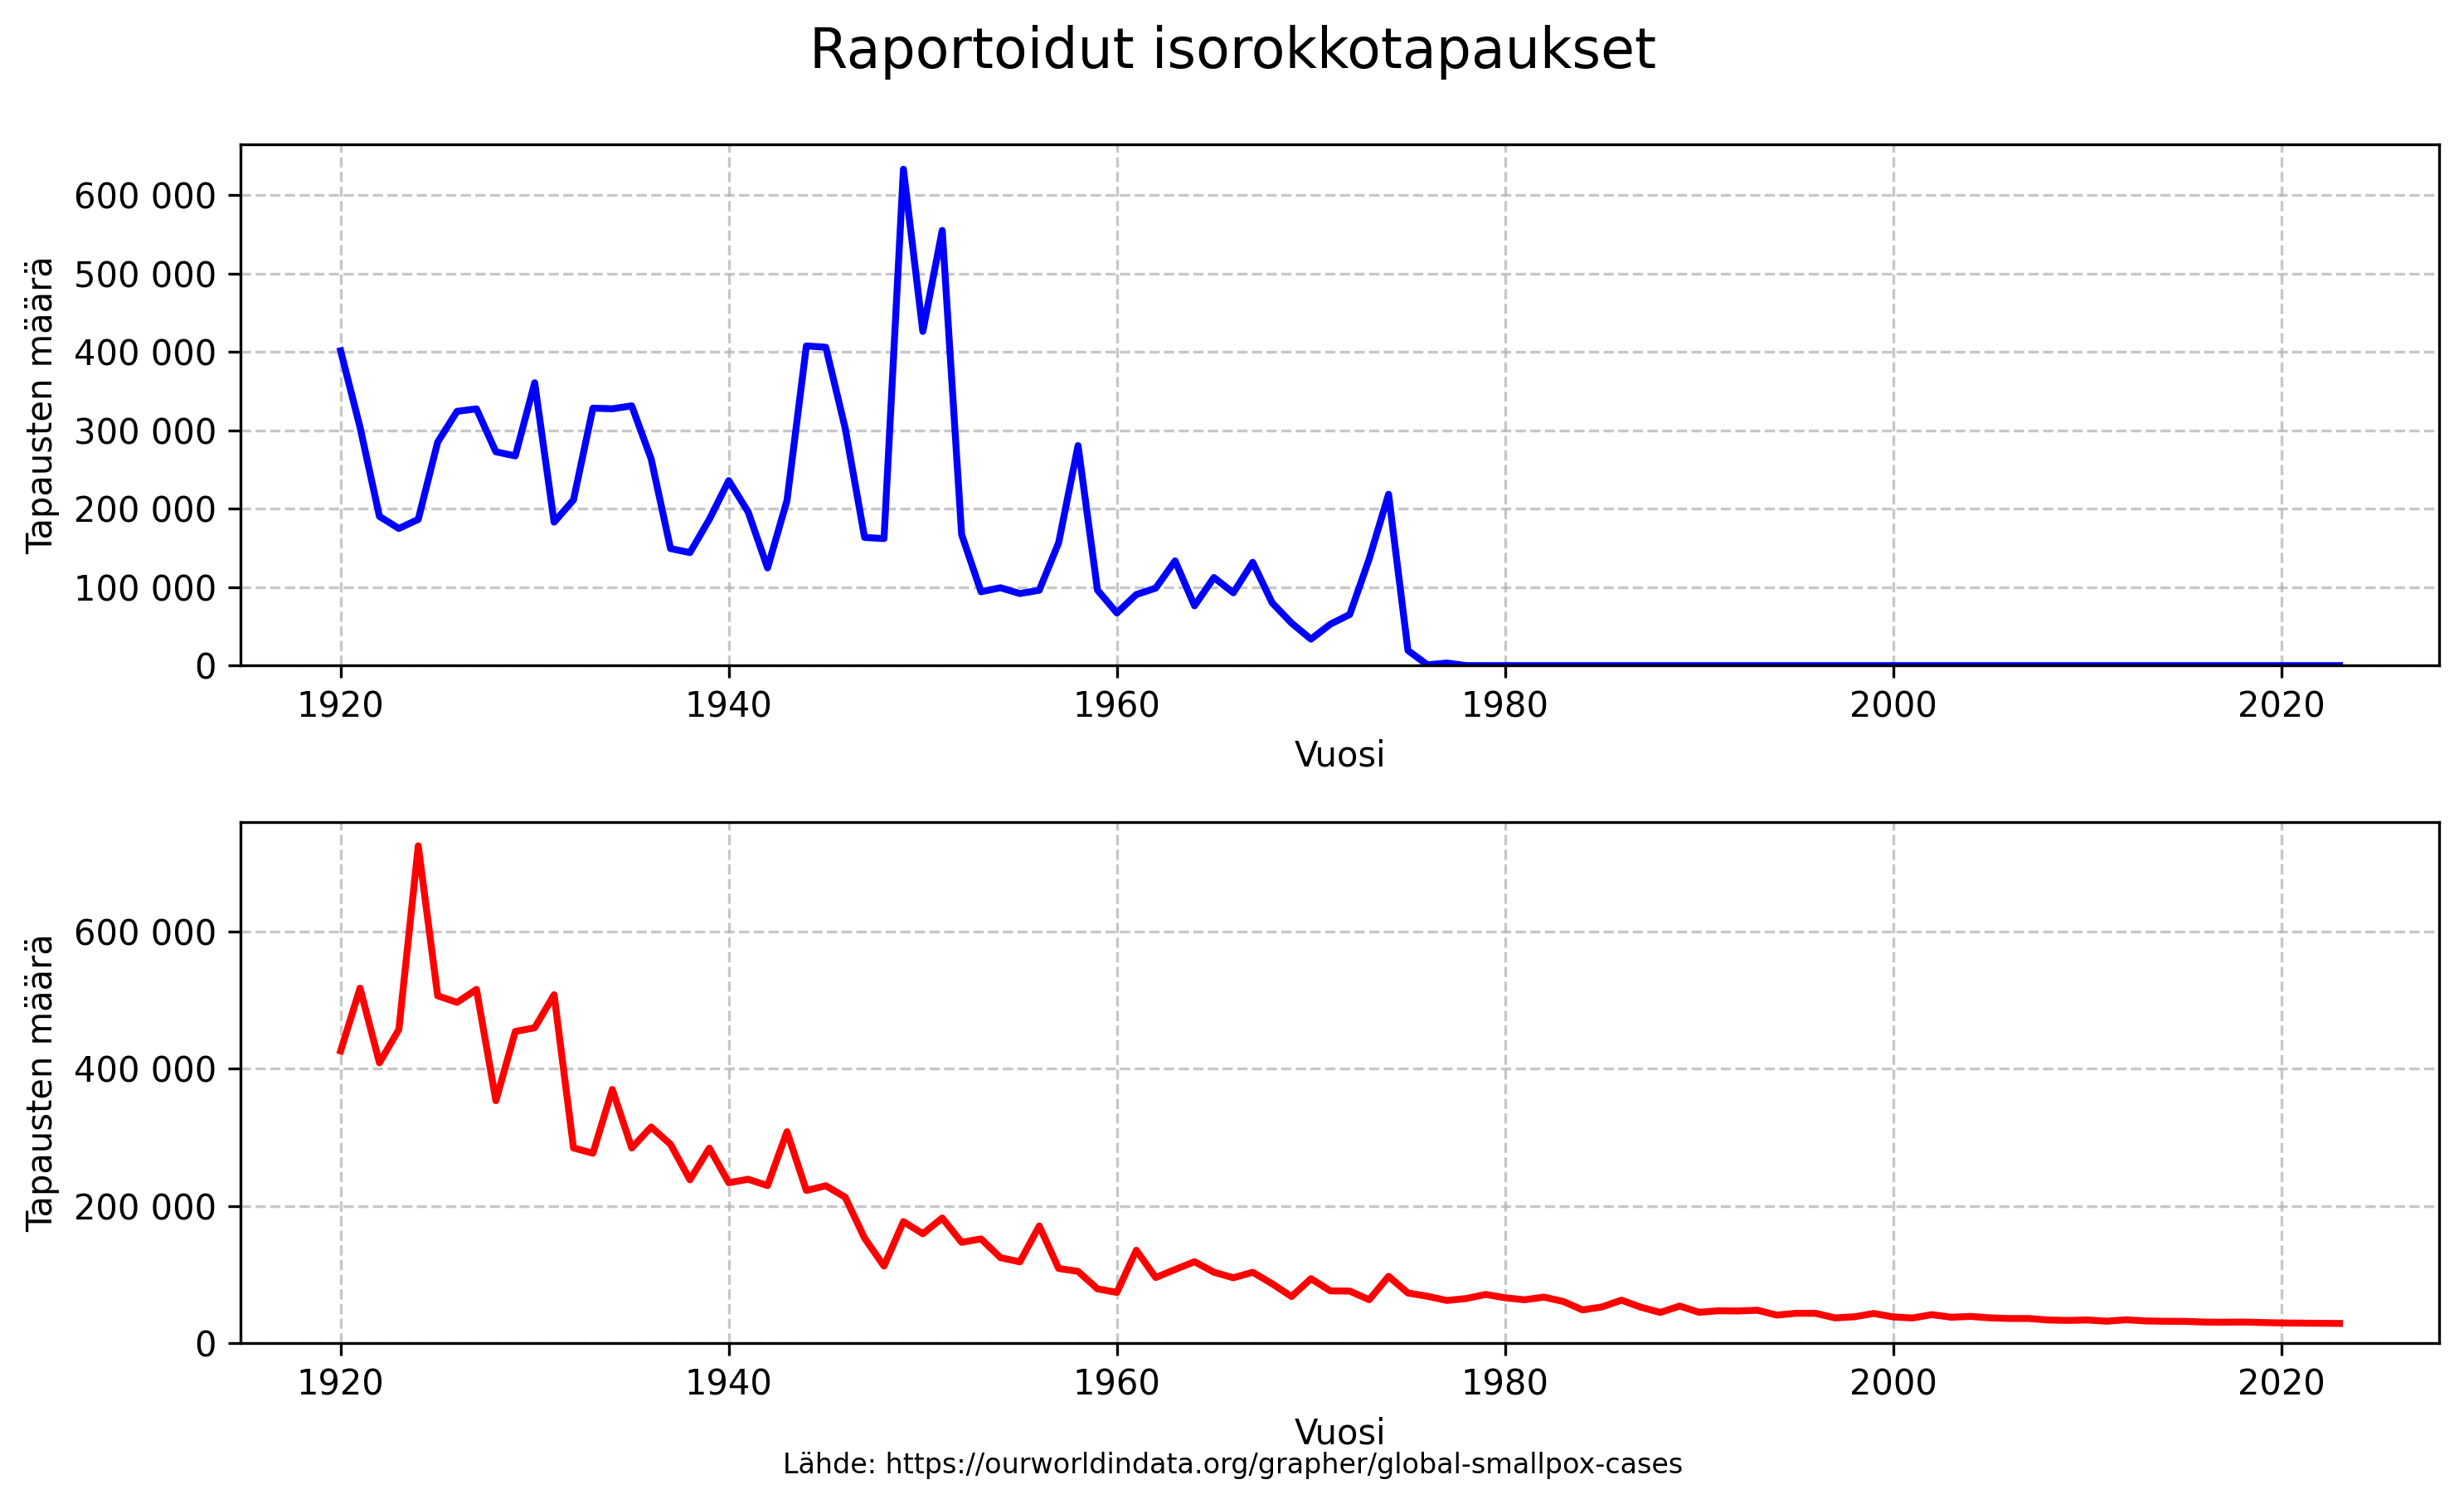 Raportoidut isorokkotapaukset
Tapausten määrä
600 000
500 000
400 000
300 000
200 000
100 000
0
1920 1940 1960 1980 2000 2020
Vuosi
Tapausten määrä
600 000
400 000
200 000
0
1920 1940 1960 1980 2000 2020
Vuosi
Lähde: https://ourworldindata.org/grapher/global-smallpox-cases